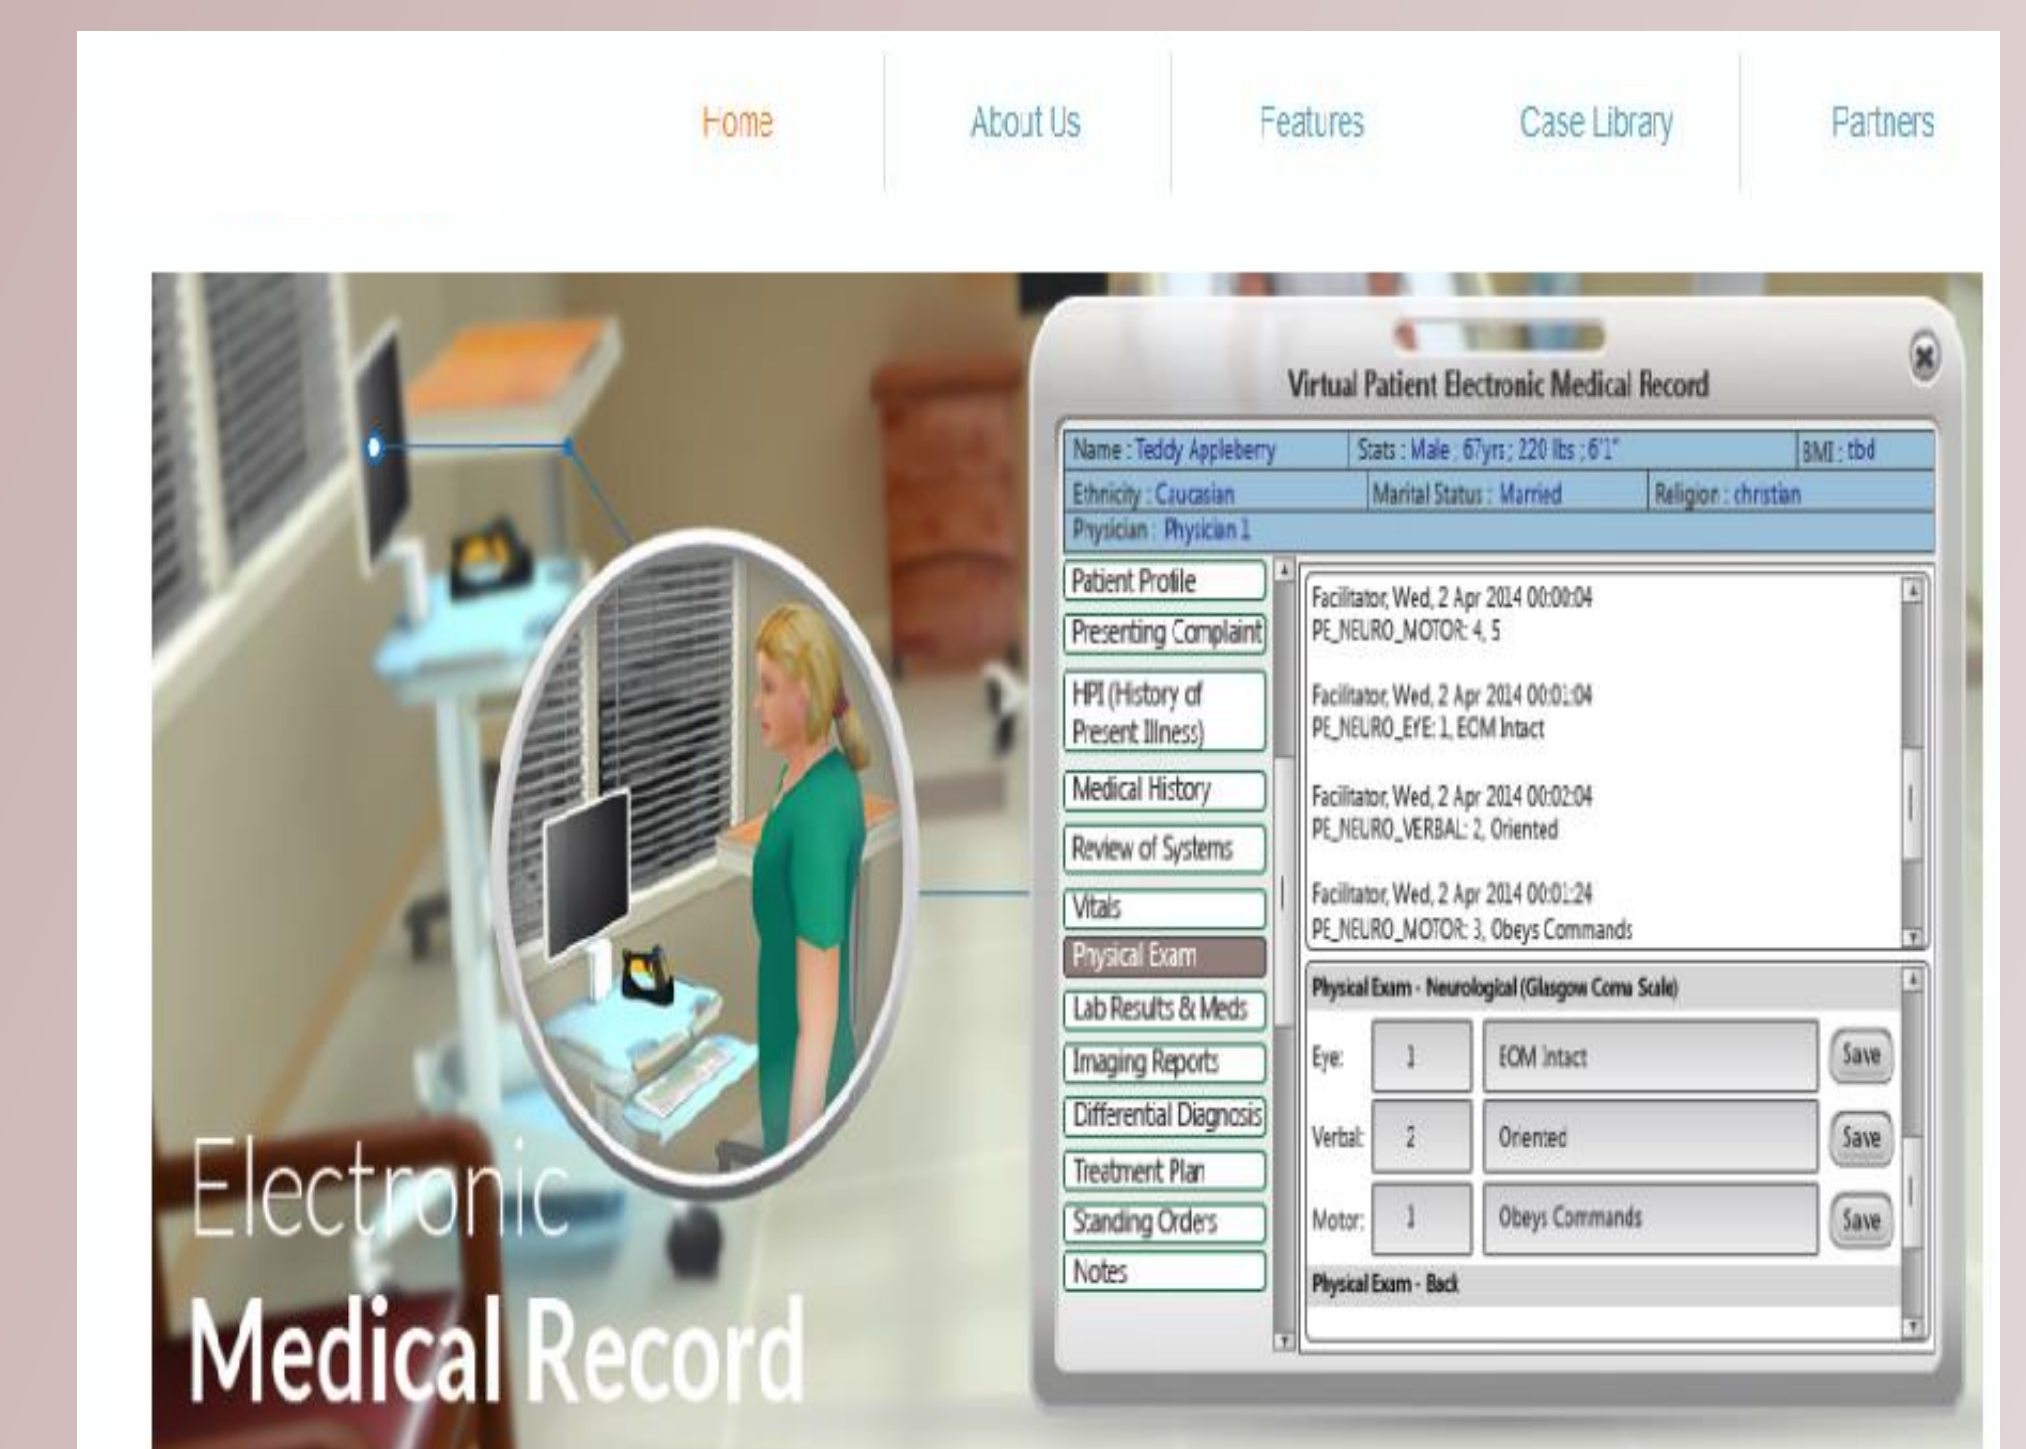 Home
About Us
Features
Case Library
Partners
Virtual Patient Electronic Medical Record
Name : Teddy Appleberry
Stats : Male ; 67yrs ; 220 lbs ; 6'1"
BMI : tbd
Ethnicity : Caucasian
Marital Status : Married
Religion : christian
Physician : Physician 1
Patient Profile
Presenting Complaint
HPI (History of
Present Illness)
Medical History
Review of Systems
Vitals
Physical Exam
Lab Results & Meds
Imaging Reports
Differential Diagnosis
Treatment Plan
Standing Orders
Notes
Facilitator, Wed, 2 Apr 2014 00:00:04
PE_NEURO_MOTOR: 4, 5
Facilitator, Wed, 2 Apr 2014 00:01:04
PE_NEURO_EYE: 1, EOM Intact
Facilitator, Wed, 2 Apr 2014 00:02:04
PE_NEURO_VERBAL: 2, Oriented
Facilitator, Wed, 2 Apr 2014 00:01:24
PE_NEURO_MOTOR: 3, Obeys Commands
Physical Exam - Neurological (Glasgow Coma Scale)
Eye: EOM Intact Save
Verbal: 2 Oriented Save
Motor: Obeys Commands Save
Physical Exam - Back
Electronic
Medical Record